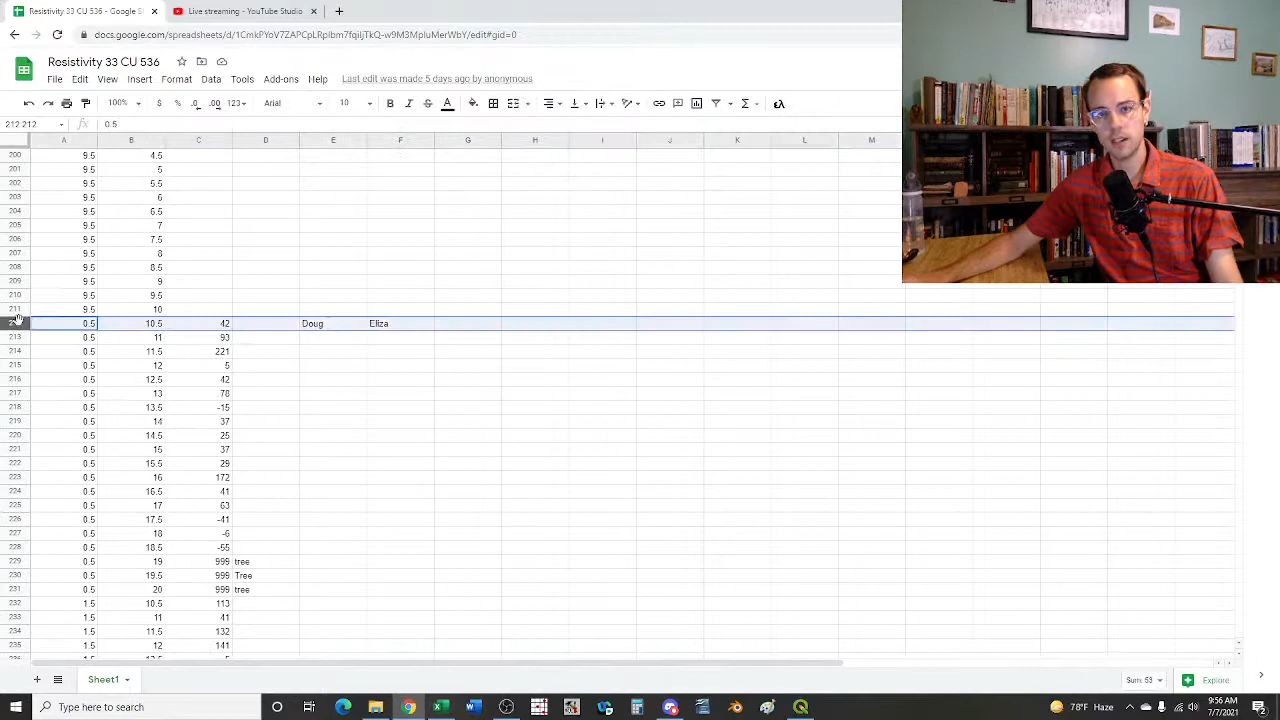 Resistivity 33 CU 536 - Google S
Live streaming - YouTube Studio
docs.google.com/spreadsheets/d/1CmkPYoV7ZAPCpLRpIbm7fqijTKQ-w9M3MpluMerWbY/edit#gid=0
Resistivity 33 CU 536
File Edit View Insert Format Data Tools Add-ons Help Last edit was made 5 days ago by anonymous
100% $ % .0 .00 123 Arial 10 B I S A
212:212 fx 0.5
A B C D E F G H I J K L M
200 9.5 4.5
201 9.5 5
202 9.5 5.5
203 9.5 6
204 9.5 6.5
205 9.5 7
206 9.5 7.5
207 9.5 8
208 9.5 8.5
209 9.5 9
210 9.5 9.5
211 9.5 10
0.5 10.5 42 Doug Eliza
213 0.5 11 93
214 0.5 11.5 221
215 0.5 12 5
216 0.5 12.5 42
217 0.5 13 78
218 0.5 13.5 -15
219 0.5 14 37
220 0.5 14.5 25
221 0.5 15 37
222 0.5 15.5 29
223 0.5 16 172
224 0.5 16.5 41
225 0.5 17 63
226 0.5 17.5 -41
227 0.5 18 -6
228 0.5 18.5 -55
229 0.5 19 999 tree
230 0.5 19.5 999 Tree
231 0.5 20 999 tree
232 1.5 10.5 113
233 1.5 11 41
234 1.5 11.5 132
235 1.5 12 141
Sheet1
Sum: 53
Explore
Type here to search
78°F Haze
9:56 AM
7/7/2021